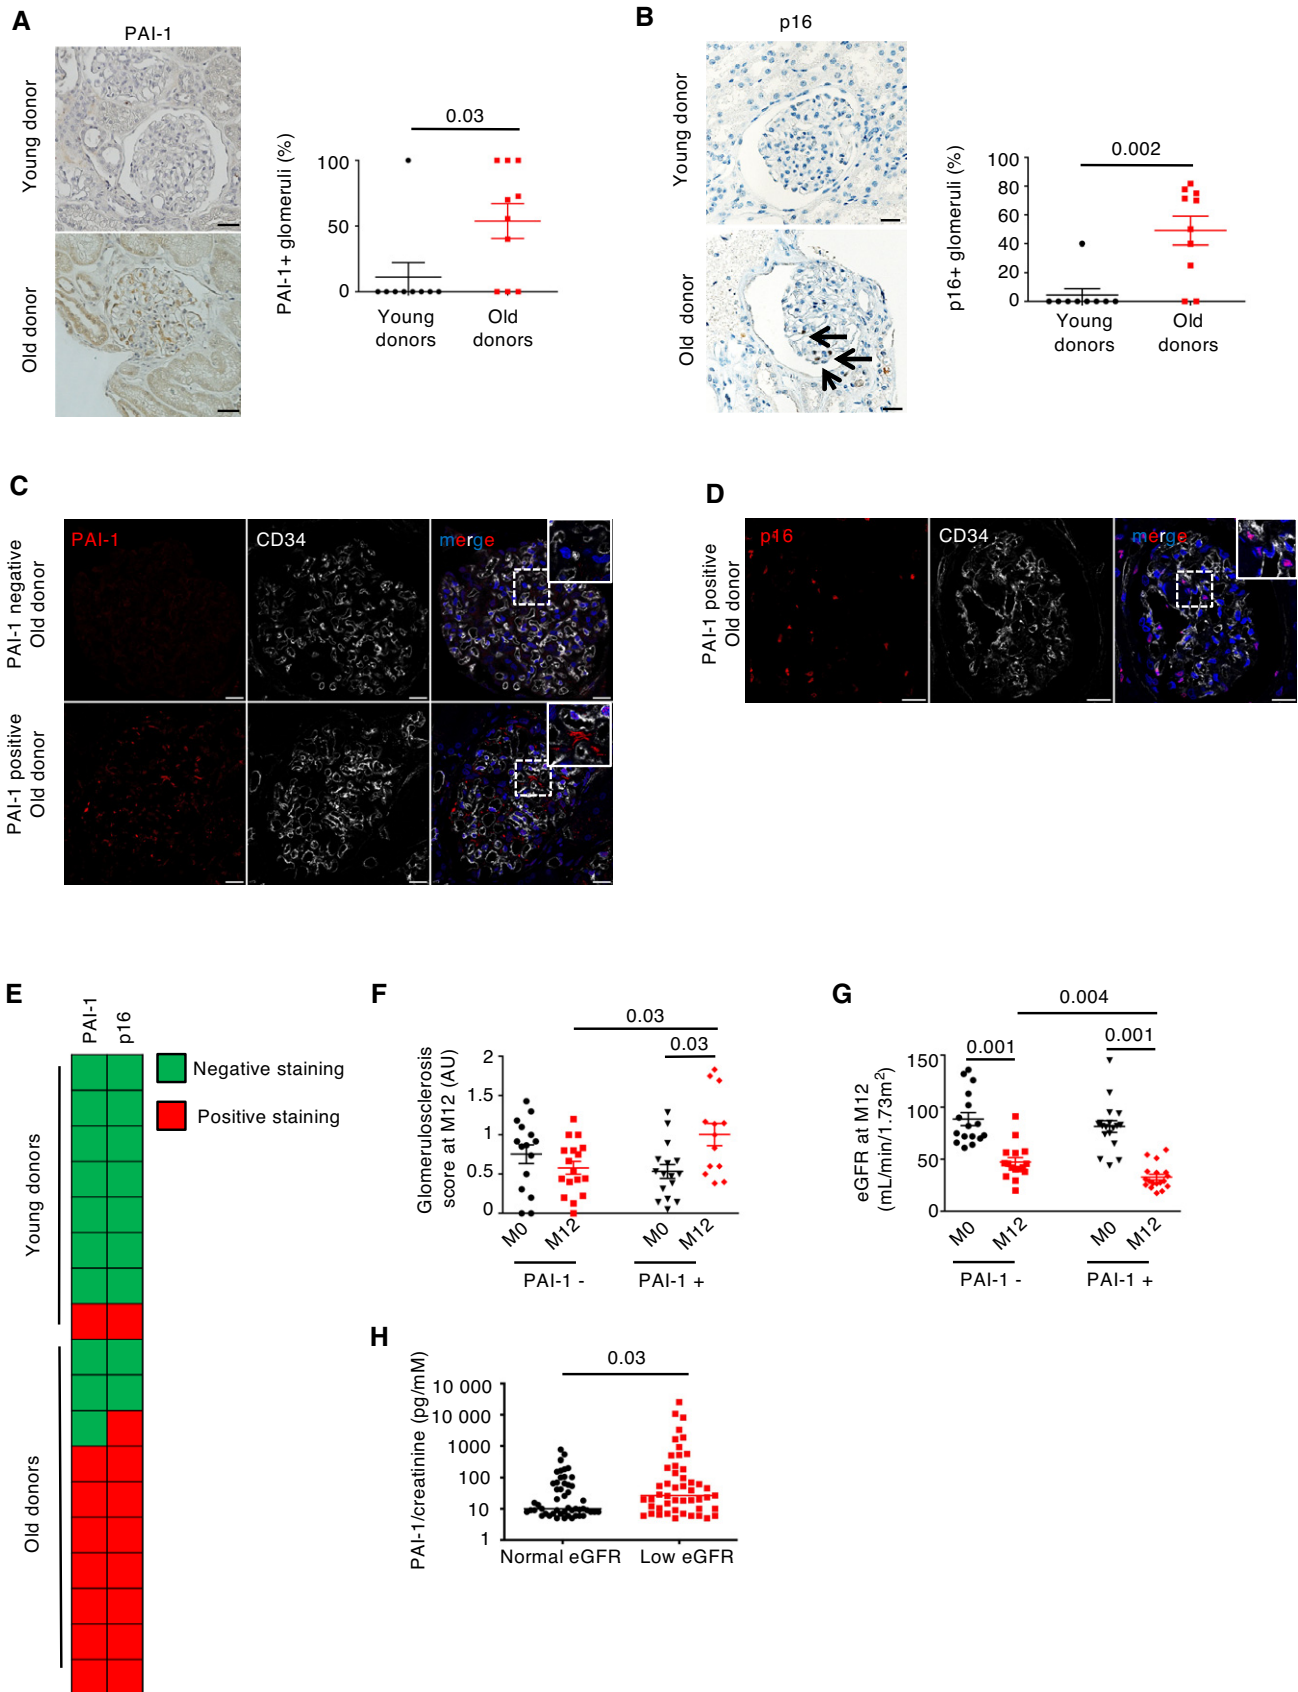 A
PAI-1
Young donor
Old donor
PAI-1+ glomeruli (%)
0.03
100
50
0
Young donors
Old donors
B
p16
Young donor
Old donor
p16+ glomeruli (%)
0.002
100
80
60
40
20
0
Young donors
Old donors
C
PAI-1 negative
Old donor
PAI-1
CD34
merge
PAI-1 positive
Old donor
D
PAI-1 positive
Old donor
p16
CD34
merge
E
PAI-1
p16
Negative staining
Positive staining
Young donors
Old donors
F
Glomerulosclerosis
score at M12 (AU)
0.03
0.03
2
1.5
1
0.5
0
M0
M12
M0
M12
PAI-1 -
PAI-1 +
G
eGFR at M12
(mL/min/1.73m²)
0.004
0.001
0.001
150
100
50
0
M0
M12
M0
M12
PAI-1 -
PAI-1 +
H
PAI-1/creatinine (pg/mM)
0.03
10 000
10 000
1000
100
10
1
Normal eGFR
Low eGFR